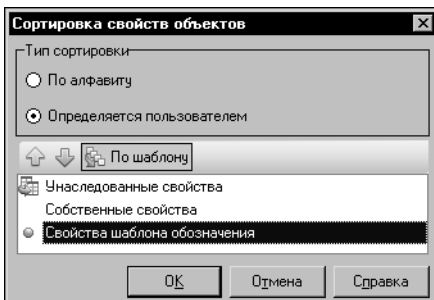 Сортировка свойств объектов
Тип сортировки
По алфавиту
Определяется пользователем
По шаблону
Унаследованные свойства
Собственные свойства
Свойства шаблона обозначения
OK Отмена Справка